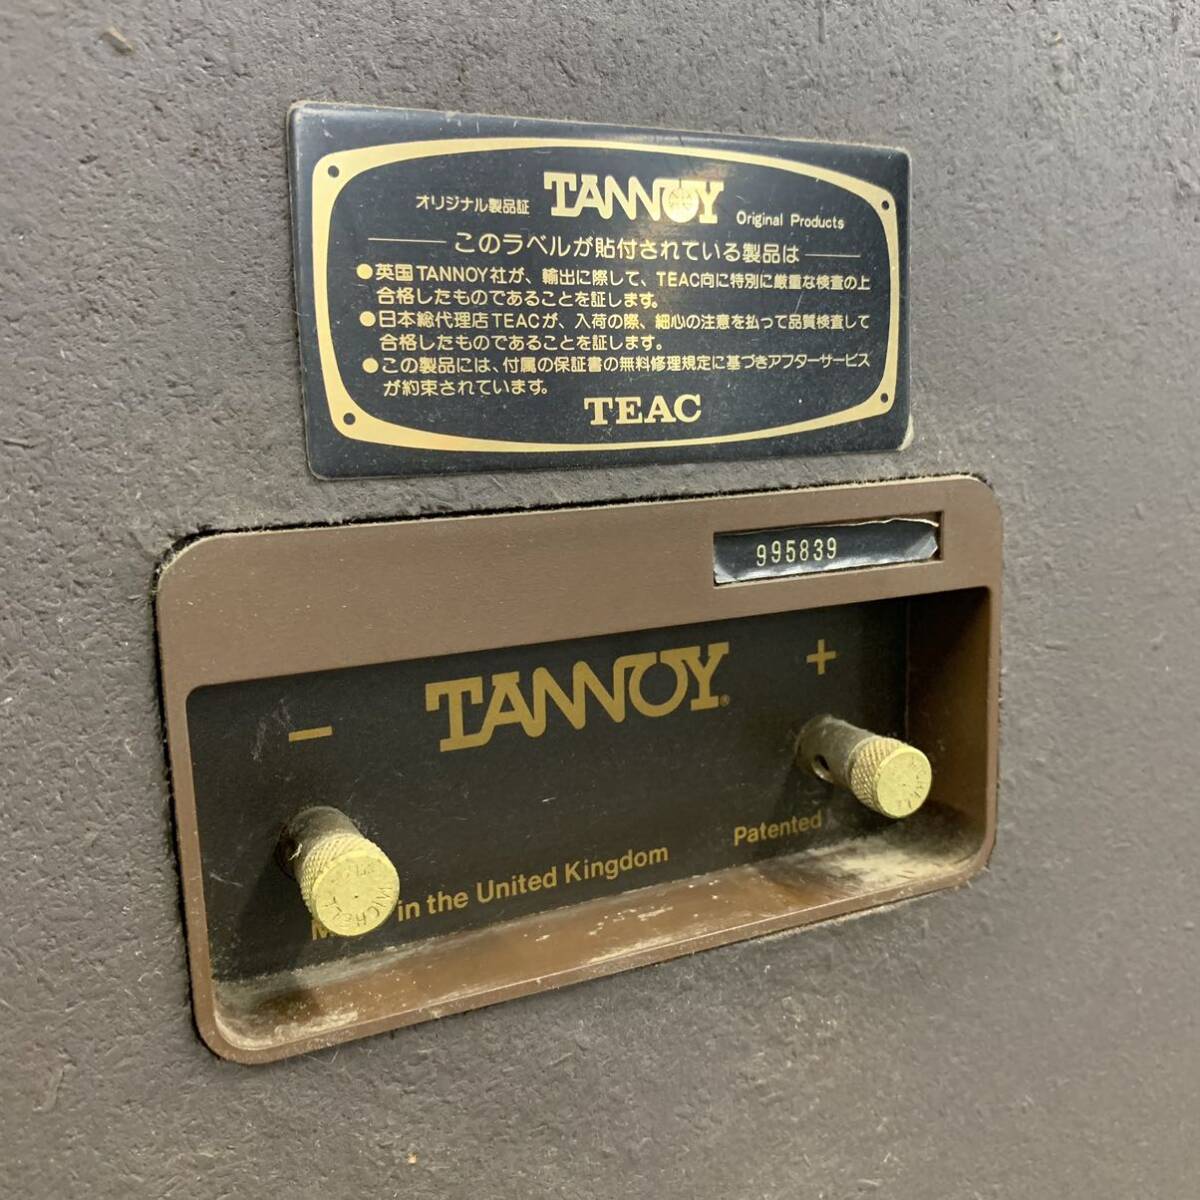 オリジナル製品証 TANNOY Original Products
このラベルが貼付されている製品は
●英国TANNOY社が、輸出に際して、TEAC向に特別に厳重な検査の上
合格したものであることを証します。
●日本総代理店TEACが、入荷の際、細心の注意を払って品質検査して
合格したものであることを証します。
●この製品には、付属の保証書の無料修理規定に基づきアフターサービス
が約束されています。
TEAC
995839
− TANNOY® +
Patented
in the United Kingdom